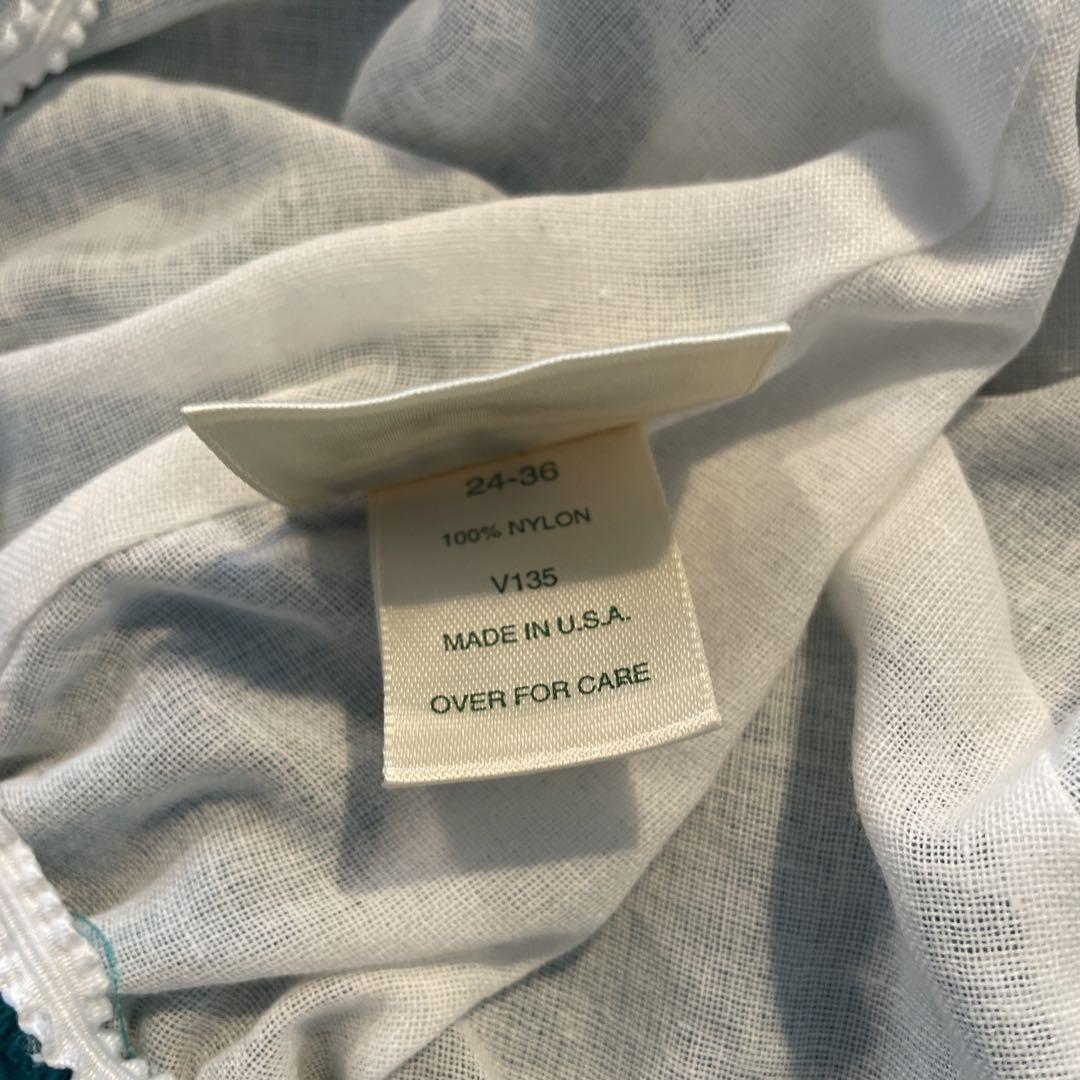 24-36
100% NYLON
V135
MADE IN U.S.A.
OVER FOR CARE